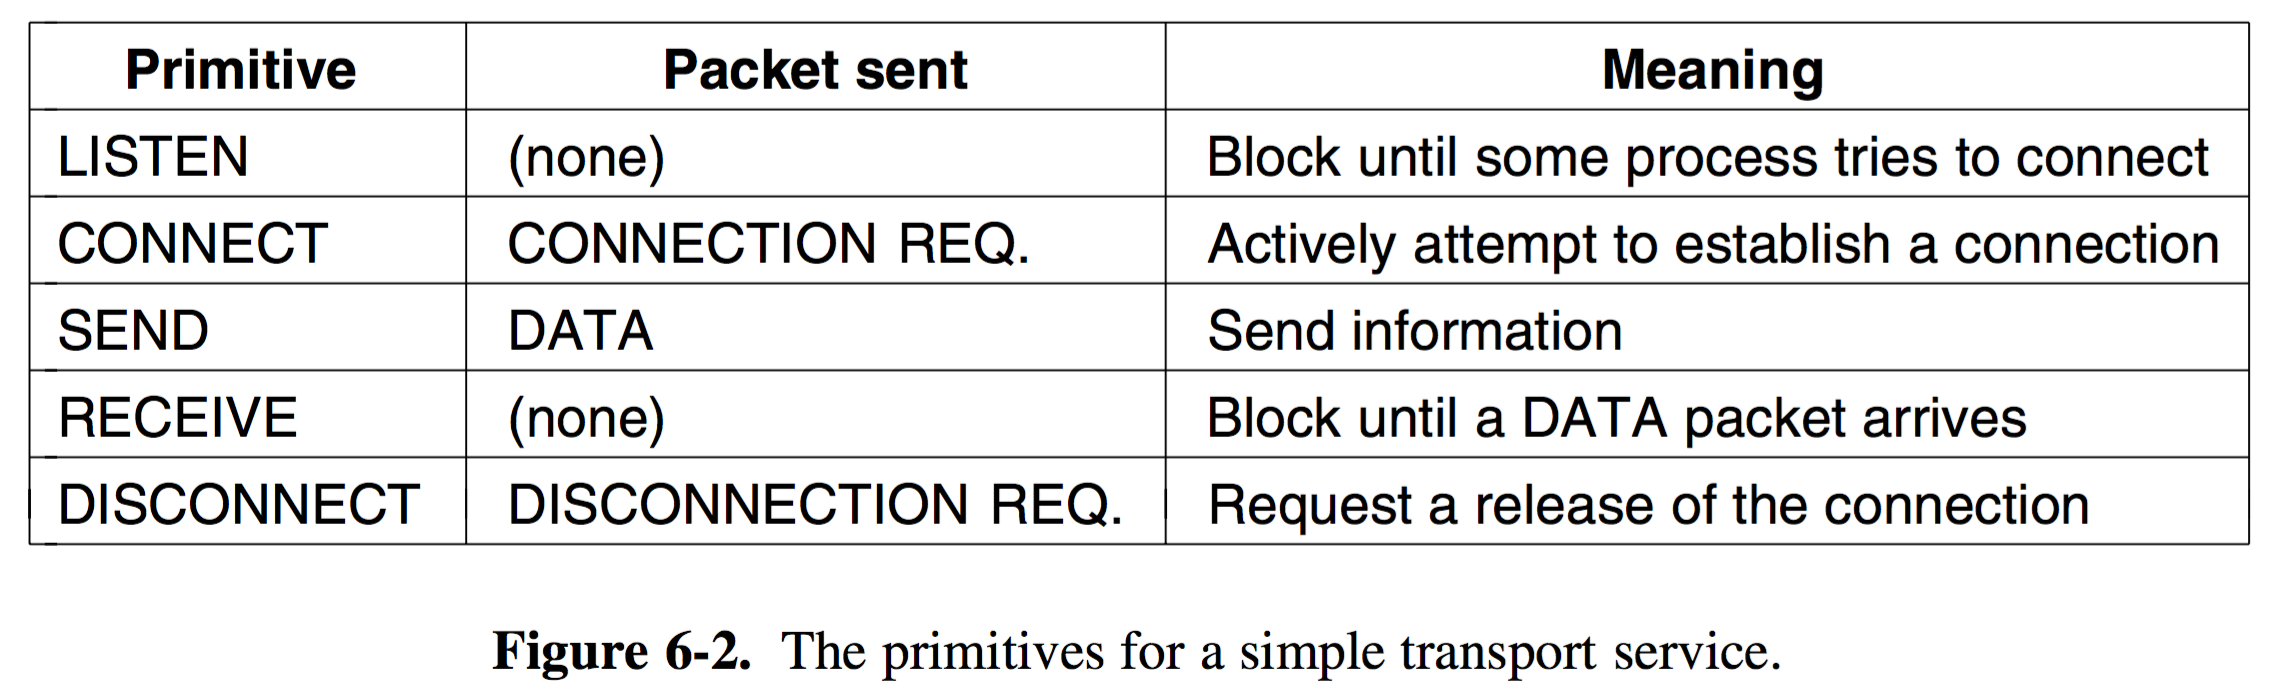 Primitive Packet sent Meaning
LISTEN (none) Block until some process tries to connect
CONNECT CONNECTION REQ. Actively attempt to establish a connection
SEND DATA Send information
RECEIVE (none) Block until a DATA packet arrives
DISCONNECT DISCONNECTION REQ. Request a release of the connection
Figure 6-2. The primitives for a simple transport service.